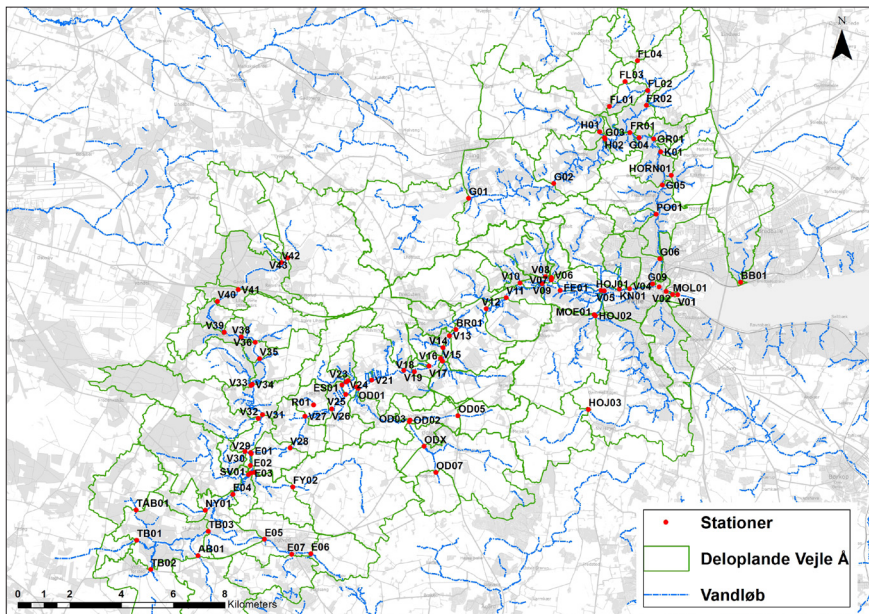 N
FL04
FL03
FL02
FL01
FR02
H01
G03
FR01
H02
G04
GR01
K01
HORN01
G05
G02
G01
PO01
G06
V42
V43
V41
V40
V10
V08
V07
V06
V09
V11
EE01
HOJ01
V05
KN01
V04
G09
V02
MOL01
V01
BB01
V12
MOE01
HOJ02
V39
V38
V36
V35
BR01
V14
V13
V16
V15
V17
V18
V19
V33
V34
V23
ES01
V24
V21
OD01
V25
R01
V27
V26
V32
V31
OD03
OD02
OD05
HOJ03
V29
V28
V30
E01
E02
SV01
E03
ODX
OD07
E04
FY02
TAB01
NY01
TB03
TB01
AB01
TB02
E05
E07
E06
Stationer
Deloplande Vejle Å
Vandløb
0 1 2 4 6 8
Kilometers